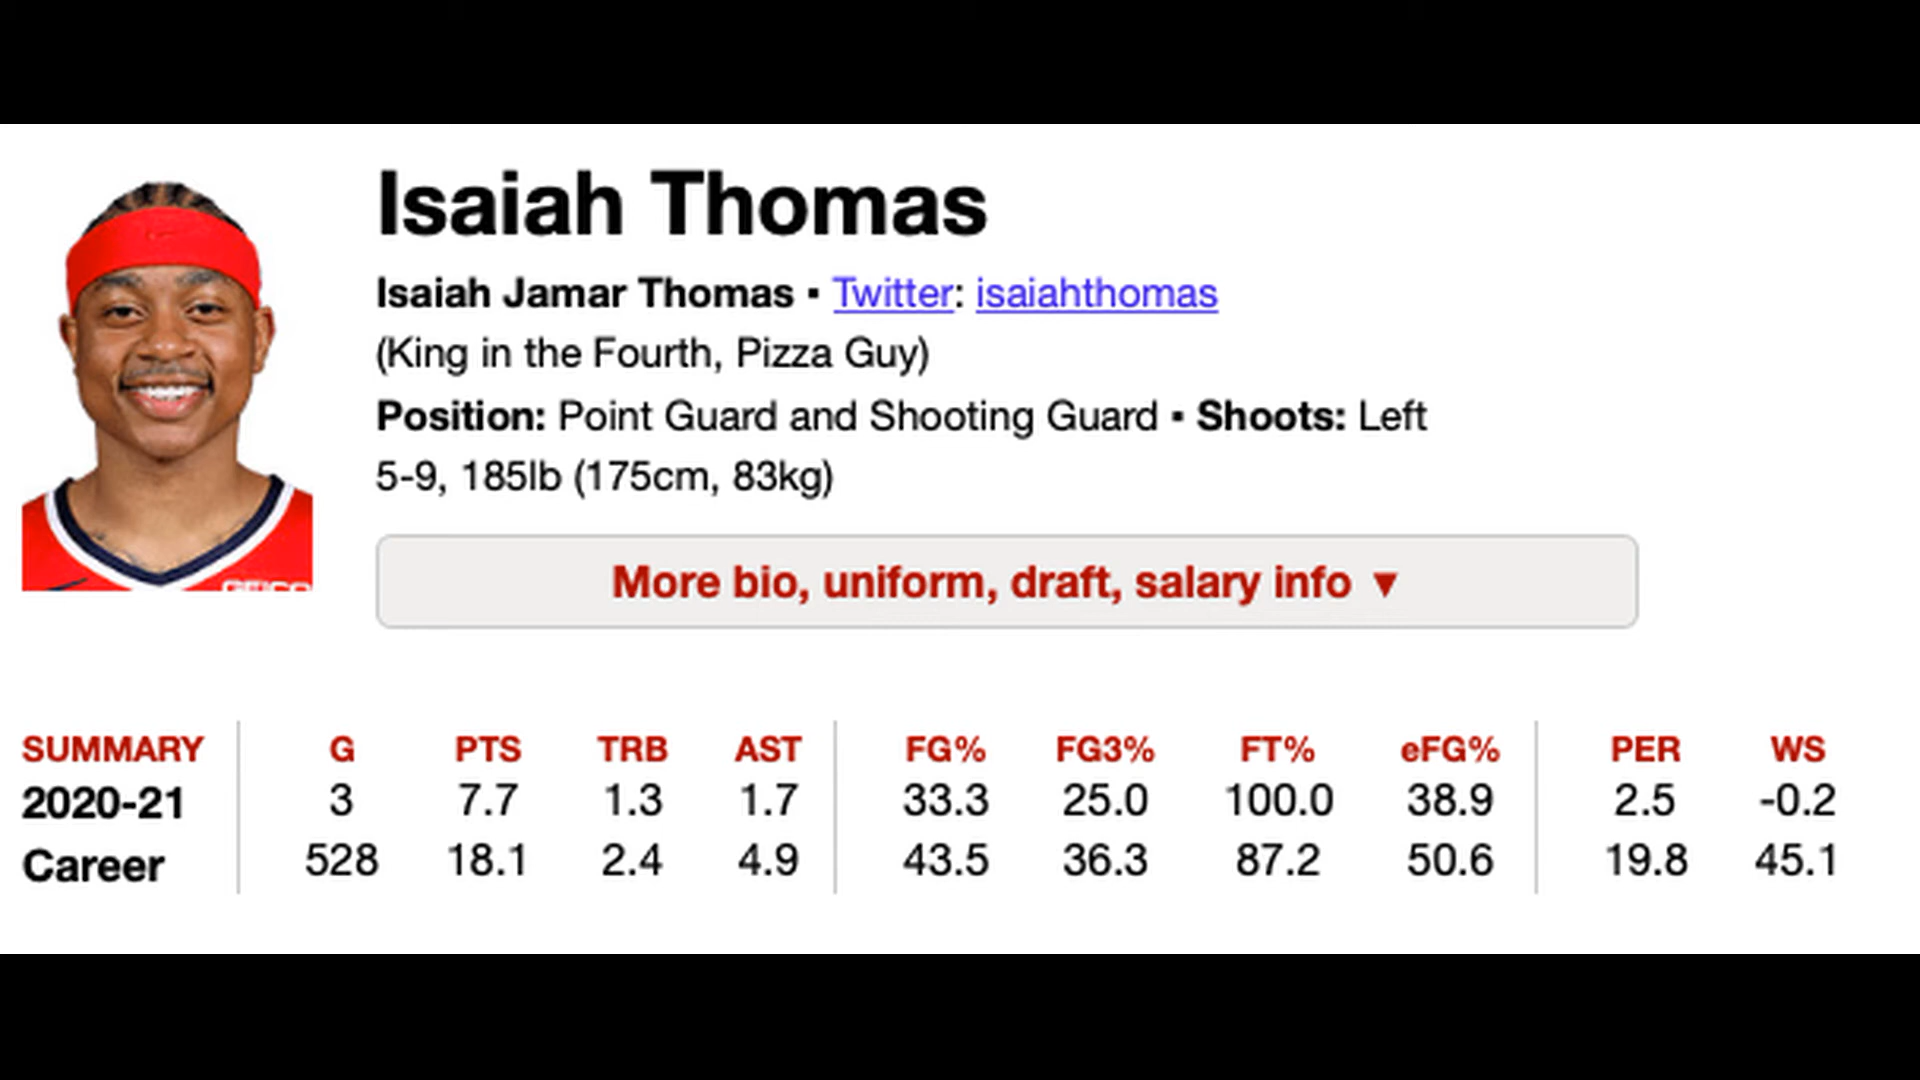 Isaiah Thomas
Isaiah Jamar Thomas ▪ Twitter: isaiahthomas
(King in the Fourth, Pizza Guy)
Position: Point Guard and Shooting Guard ▪ Shoots: Left
5-9, 185lb (175cm, 83kg)
More bio, uniform, draft, salary info ▼
SUMMARY G PTS TRB AST FG% FG3% FT% eFG% PER WS
2020-21 3 7.7 1.3 1.7 33.3 25.0 100.0 38.9 2.5 -0.2
Career 528 18.1 2.4 4.9 43.5 36.3 87.2 50.6 19.8 45.1